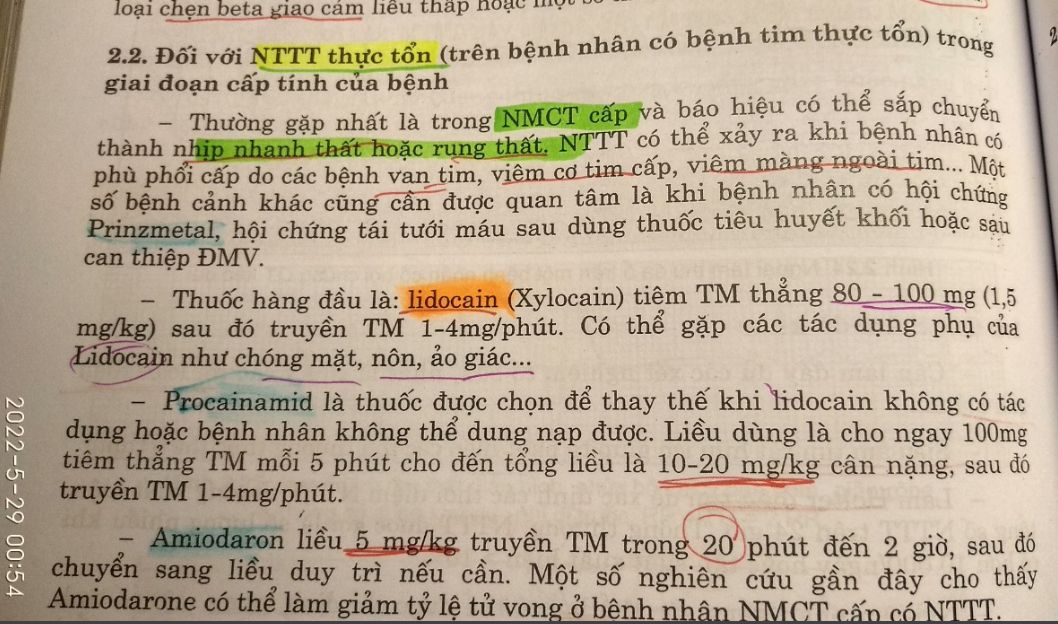 loại chẹn beta giao cảm liều thấp hoặc một số
2.2. Đối với NTTT thực tổn (trên bệnh nhân có bệnh tim thực tổn) trong
giai đoạn cấp tính của bệnh
– Thường gặp nhất là trong NMCT cấp và báo hiệu có thể sắp chuyển
thành nhịp nhanh thất hoặc rung thất. NTTT có thể xảy ra khi bệnh nhân có
phù phổi cấp do các bệnh van tim, viêm cơ tim cấp, viêm màng ngoài tim... Một
số bệnh cảnh khác cũng cần được quan tâm là khi bệnh nhân có hội chứng
Prinzmetal, hội chứng tái tưới máu sau dùng thuốc tiêu huyết khối hoặc sau
can thiệp ĐMV.
– Thuốc hàng đầu là: lidocain (Xylocain) tiêm TM thẳng 80 – 100 mg (1,5
mg/kg) sau đó truyền TM 1-4mg/phút. Có thể gặp các tác dụng phụ của
Lidocain như chóng mặt, nôn, ảo giác...
– Procainamid là thuốc được chọn để thay thế khi lidocain không có tác
dụng hoặc bệnh nhân không thể dung nạp được. Liều dùng là cho ngay 100mg
tiêm thẳng TM mỗi 5 phút cho đến tổng liều là 10-20 mg/kg cân nặng, sau đó
truyền TM 1-4mg/phút.
– Amiodaron liều 5 mg/kg truyền TM trong 20 phút đến 2 giờ, sau đó
chuyển sang liều duy trì nếu cần. Một số nghiên cứu gần đây cho thấy
Amiodarone có thể làm giảm tỷ lệ tử vong ở bệnh nhân NMCT cấp có NTTT.
2022-5-29 00:54